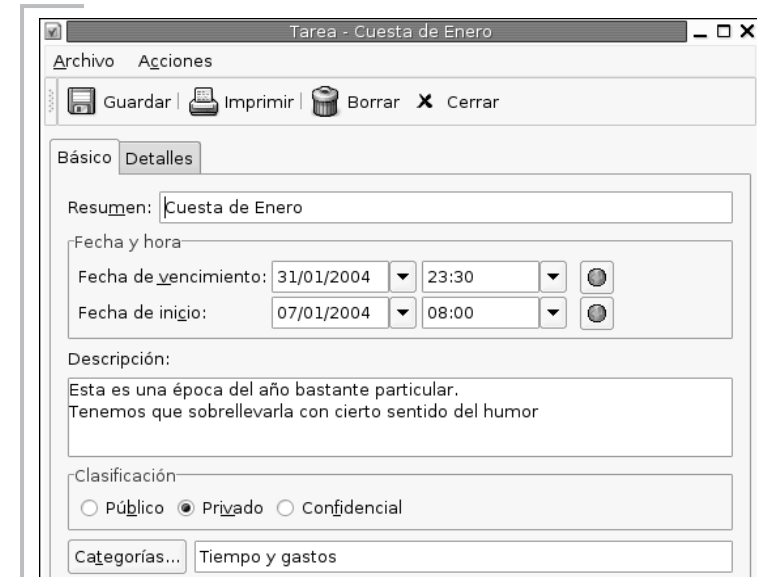 Tarea - Cuesta de Enero
Archivo Acciones
Guardar Imprimir Borrar Cerrar
Básico Detalles
Resumen: Cuesta de Enero
Fecha y hora
Fecha de vencimiento: 31/01/2004 23:30
Fecha de inicio: 07/01/2004 08:00
Descripción:
Esta es una época del año bastante particular.
Tenemos que sobrellevarla con cierto sentido del humor
Clasificación
Público Privado Confidencial
Categorías... Tiempo y gastos